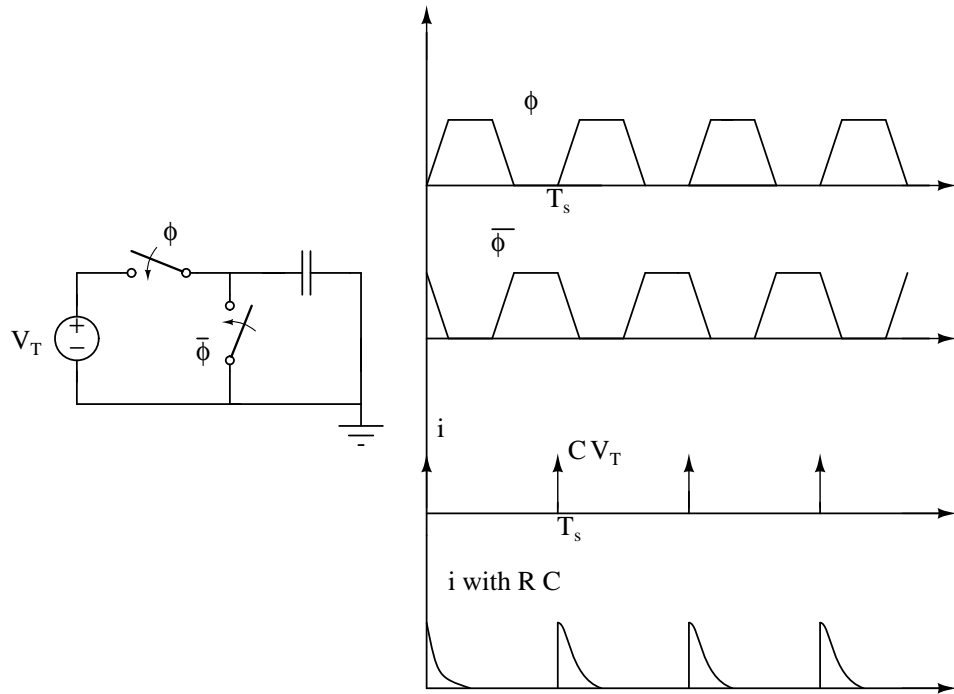 ϕ
T_s
ϕ̅
ϕ
V_T
+
−
ϕ̅
i
C V_T
T_s
i with R C